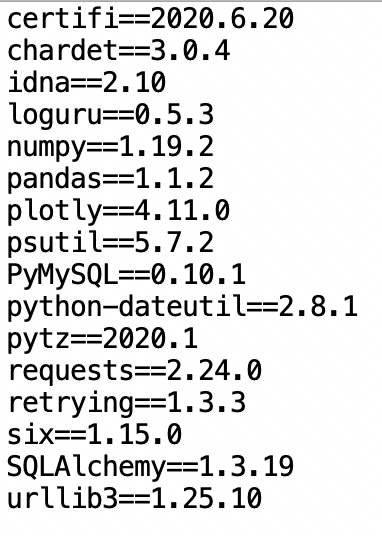 certifi==2020.6.20
chardet==3.0.4
idna==2.10
loguru==0.5.3
numpy==1.19.2
pandas==1.1.2
plotly==4.11.0
psutil==5.7.2
PyMySQL==0.10.1
python-dateutil==2.8.1
pytz==2020.1
requests==2.24.0
retrying==1.3.3
six==1.15.0
SQLAlchemy==1.3.19
urllib3==1.25.10